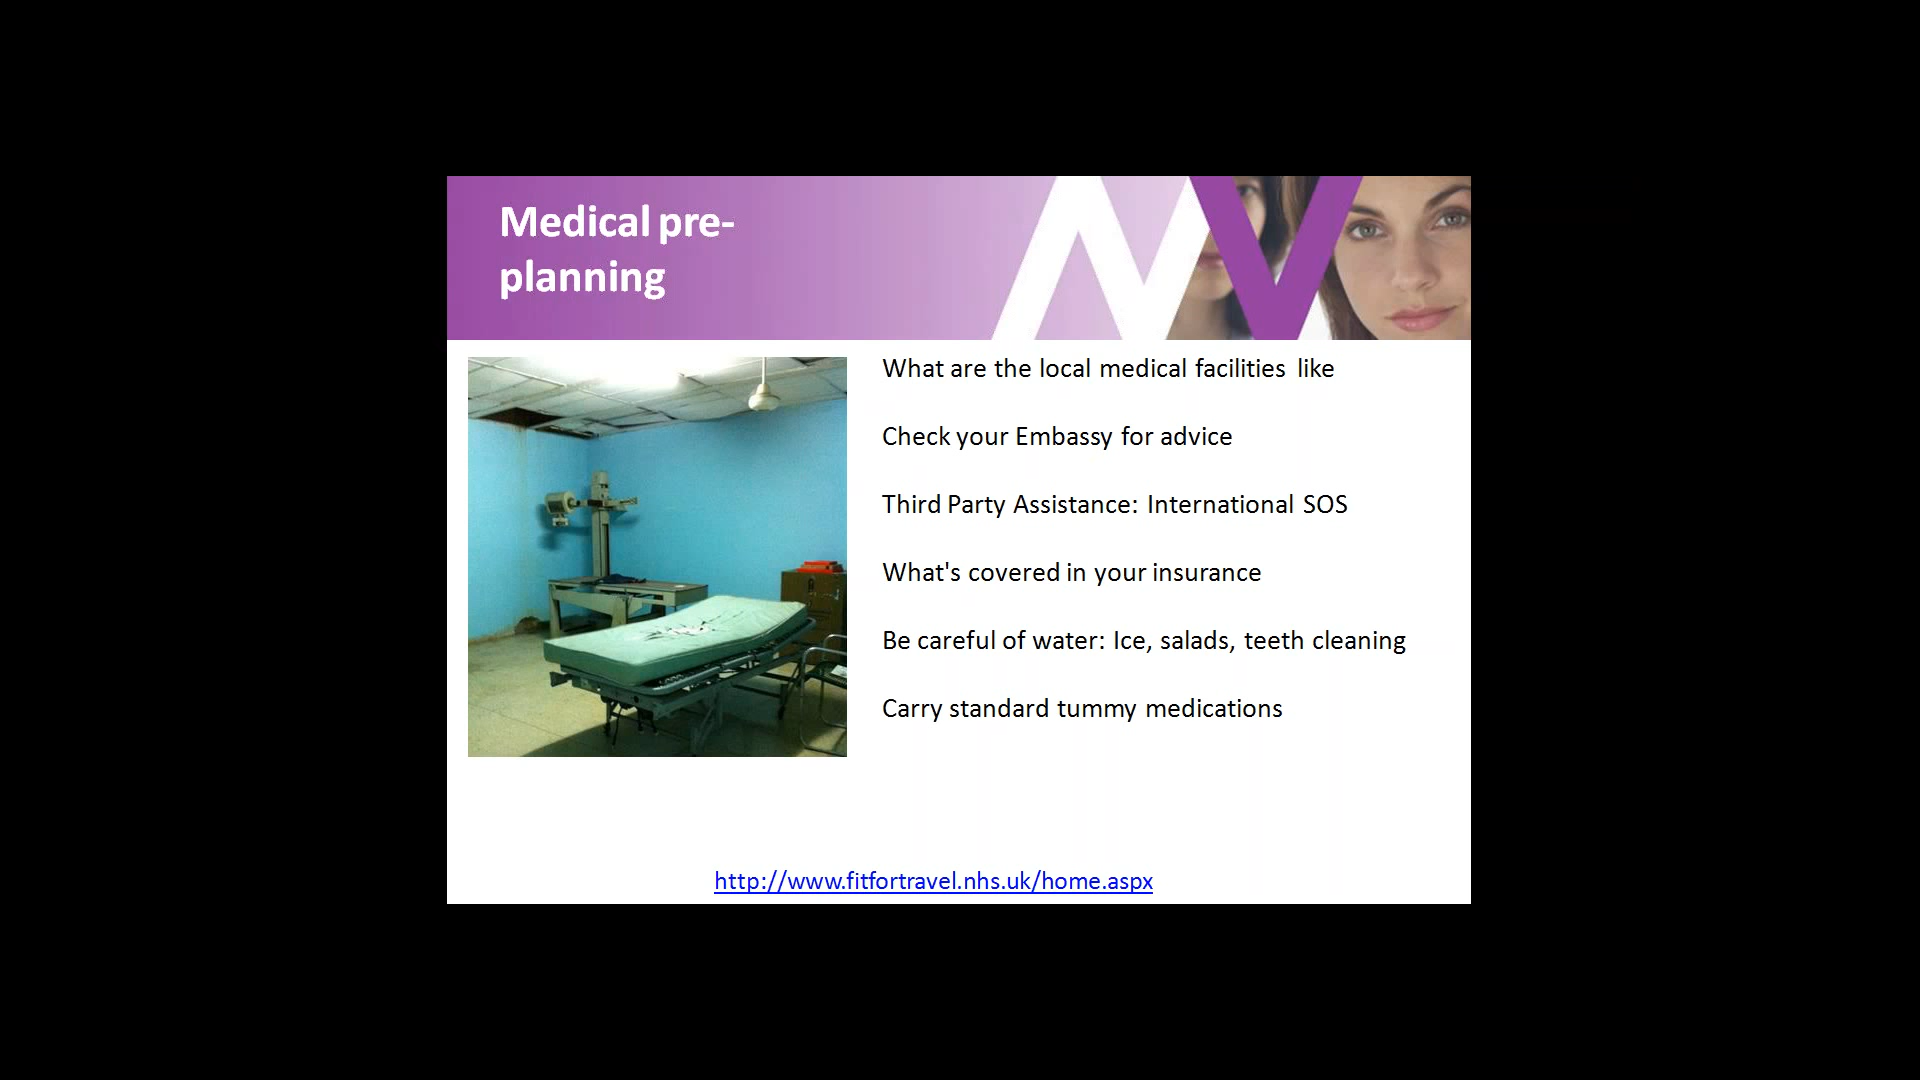 Medical pre-
planning
What are the local medical facilities like
Check your Embassy for advice
Third Party Assistance: International SOS
What's covered in your insurance
Be careful of water: Ice, salads, teeth cleaning
Carry standard tummy medications
http://www.fitfortravel.nhs.uk/home.aspx